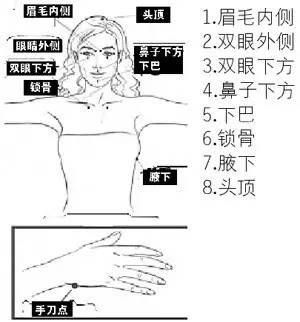 眉毛内侧
头顶
眼睛外侧
鼻子下方
双眼下方
下巴
锁骨
腋下
手刀点
1.眉毛内侧
2.双眼外侧
3.双眼下方
4.鼻子下方
5.下巴
6.锁骨
7.腋下
8.头顶